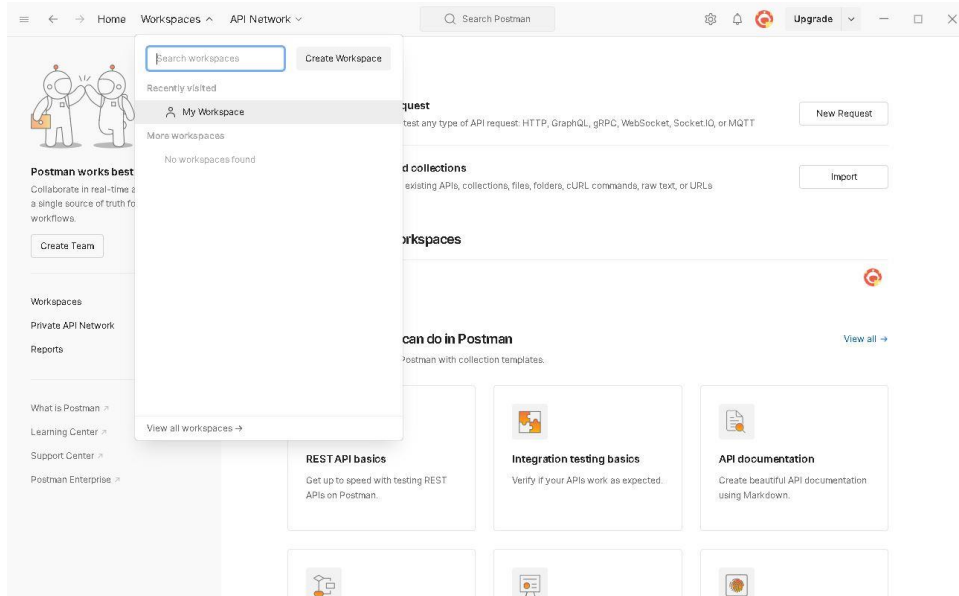 Home Workspaces API Network Search Postman Upgrade
Search workspaces Create Workspace
Recently visited
My Workspace
More workspaces
No workspaces found
View all workspaces →
Postman works best
Collaborate in real-time
a single source of truth
workflows.
Create Team
Workspaces
Private API Network
Reports
What is Postman
Learning Center
Support Center
Postman Enterprise
test any type of API request: HTTP, GraphQL, gRPC, WebSocket, Socket.IO, or MQTT
New Request
collections
existing APIs, collections, files, folders, cURL commands, raw text, or URLs
Import
can do in Postman
View all →
Postman with collection templates.
REST API basics
Get up to speed with testing REST
APIs on Postman.
Integration testing basics
Verify if your APIs work as expected.
API documentation
Create beautiful API documentation
using Markdown.